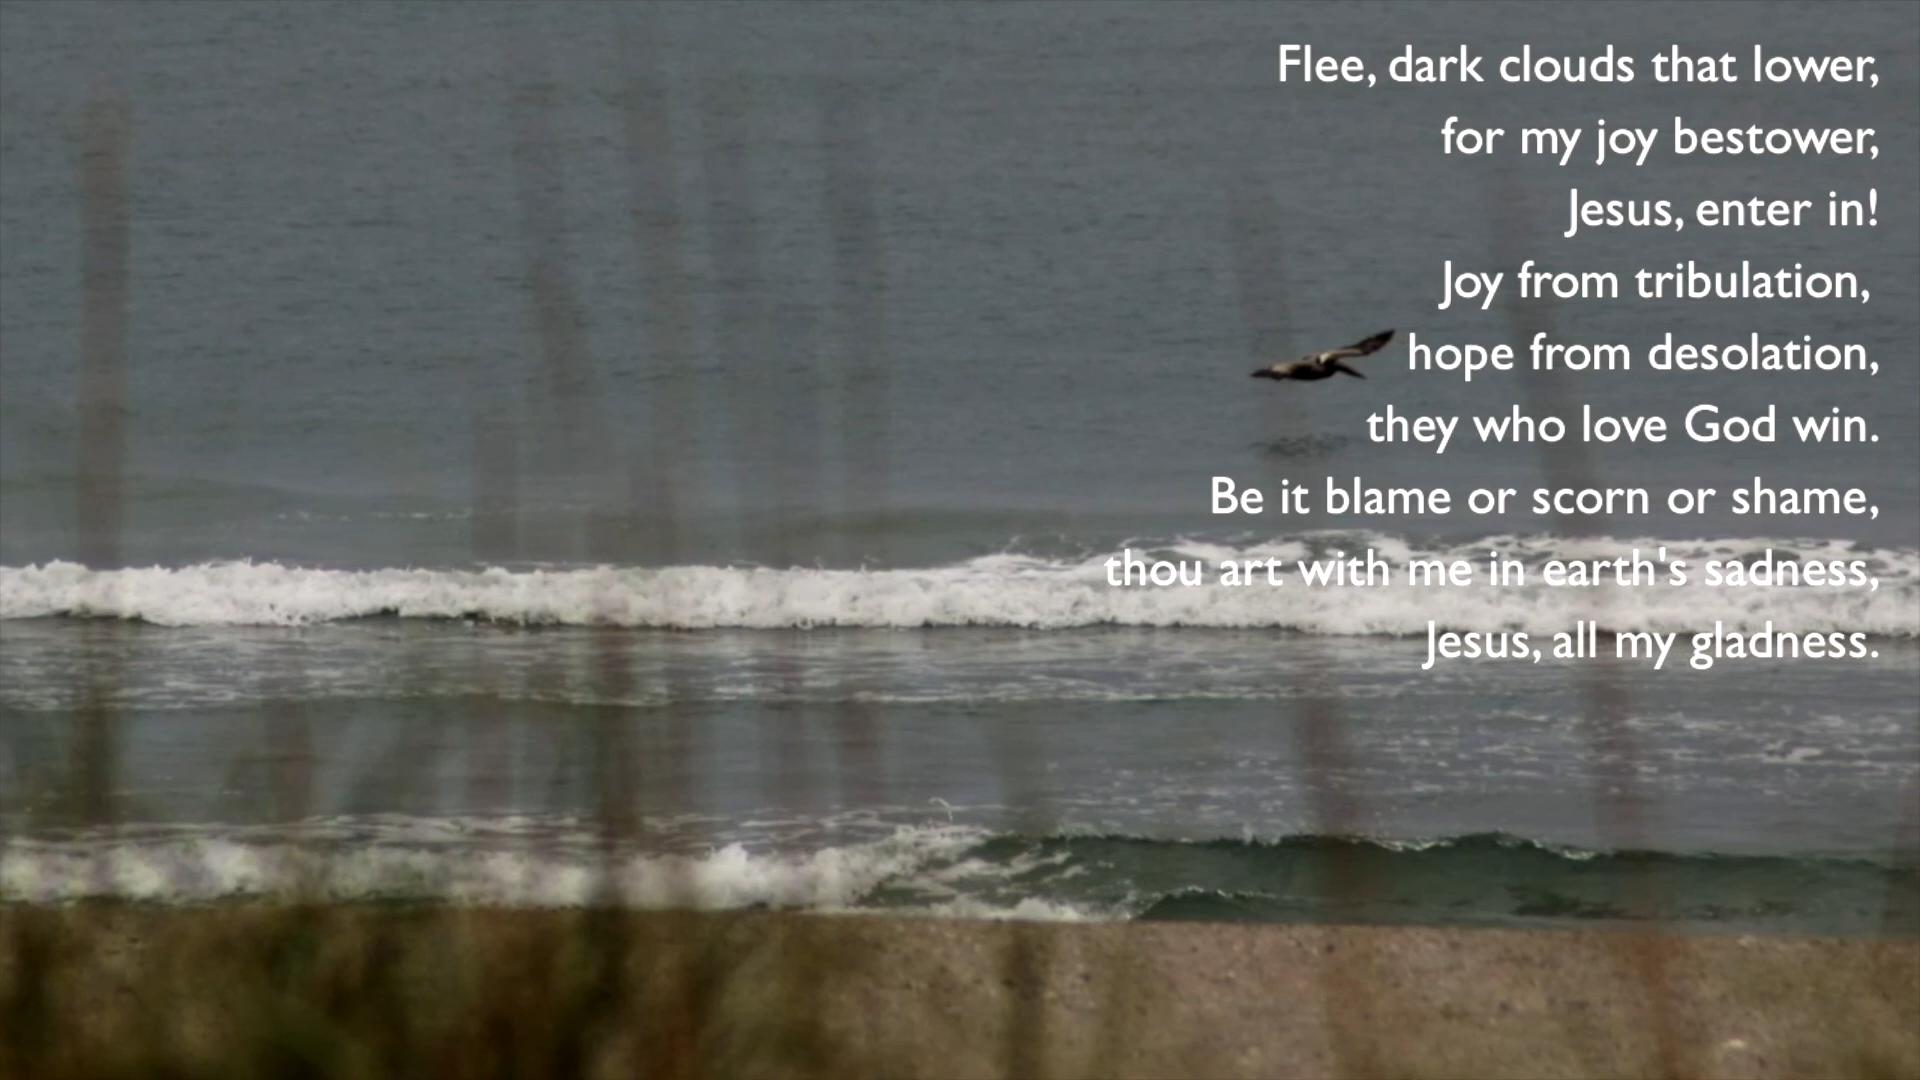 Flee, dark clouds that lower,
for my joy bestower,
Jesus, enter in!
Joy from tribulation,
hope from desolation,
they who love God win.
Be it blame or scorn or shame,
thou art with me in earth's sadness,
Jesus, all my gladness.